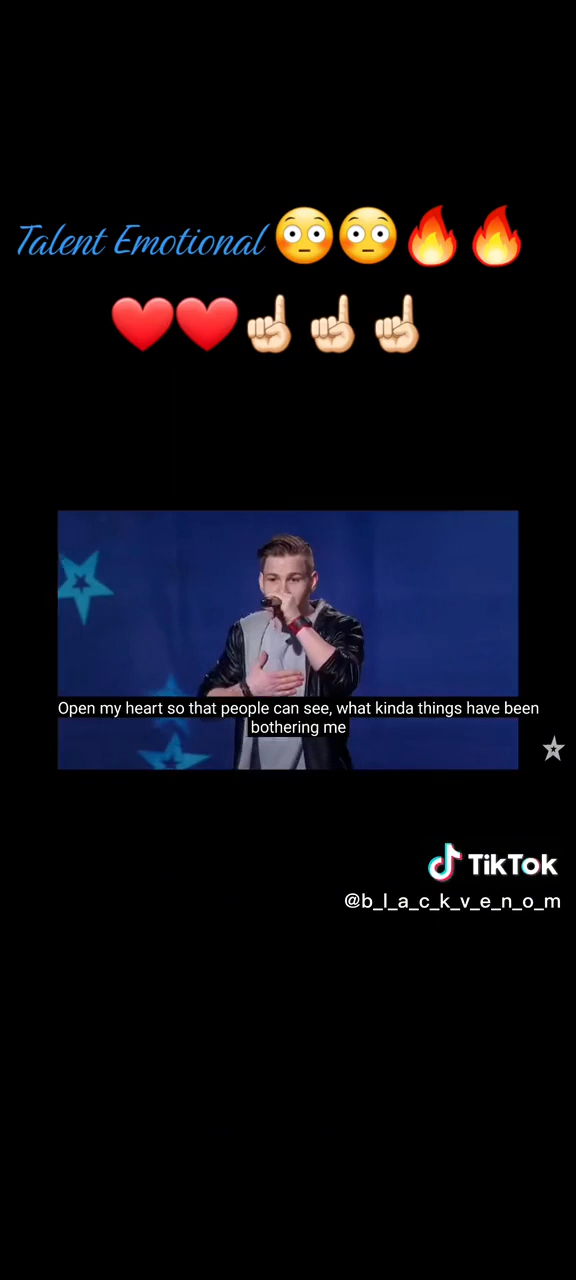 Talent Emotional 😳😳🔥🔥
❤️❤️☝🏻☝🏻☝🏻
Open my heart so that people can see, what kinda things have been
bothering me
TikTok
@b_l_a_c_k_v_e_n_o_m